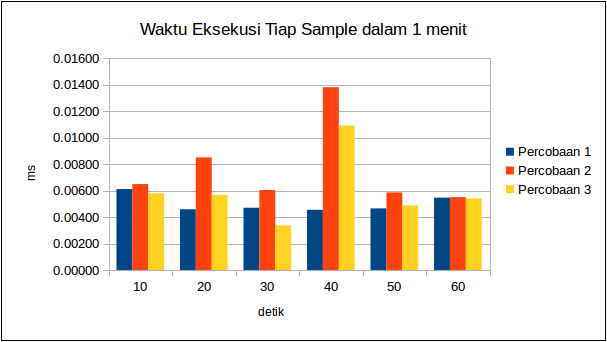 Waktu Eksekusi Tiap Sample dalam 1 menit
0.01600
0.01400
0.01200
0.01000
0.00800
0.00600
0.00400
0.00200
0.00000
ms
10 20 30 40 50 60
detik
Percobaan 1
Percobaan 2
Percobaan 3